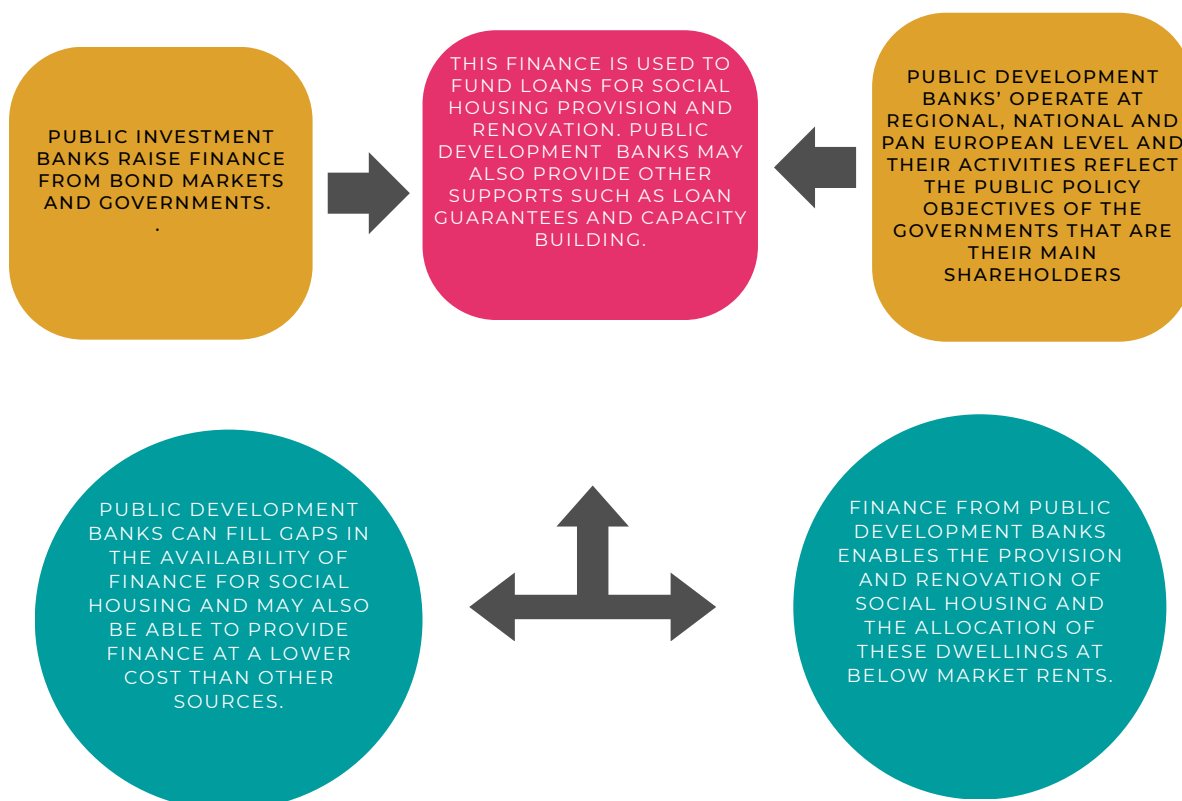 PUBLIC INVESTMENT
BANKS RAISE FINANCE
FROM BOND MARKETS
AND GOVERNMENTS.
.
THIS FINANCE IS USED TO
FUND LOANS FOR SOCIAL
HOUSING PROVISION AND
RENOVATION. PUBLIC
DEVELOPMENT BANKS MAY
ALSO PROVIDE OTHER
SUPPORTS SUCH AS LOAN
GUARANTEES AND CAPACITY
BUILDING.
PUBLIC DEVELOPMENT
BANKS’ OPERATE AT
REGIONAL, NATIONAL AND
PAN EUROPEAN LEVEL AND
THEIR ACTIVITIES REFLECT
THE PUBLIC POLICY
OBJECTIVES OF THE
GOVERNMENTS THAT ARE
THEIR MAIN
SHAREHOLDERS
PUBLIC DEVELOPMENT
BANKS CAN FILL GAPS IN
THE AVAILABILITY OF
FINANCE FOR SOCIAL
HOUSING AND MAY ALSO
BE ABLE TO PROVIDE
FINANCE AT A LOWER
COST THAN OTHER
SOURCES.
FINANCE FROM PUBLIC
DEVELOPMENT BANKS
ENABLES THE PROVISION
AND RENOVATION OF
SOCIAL HOUSING AND
THE ALLOCATION OF
THESE DWELLINGS AT
BELOW MARKET RENTS.